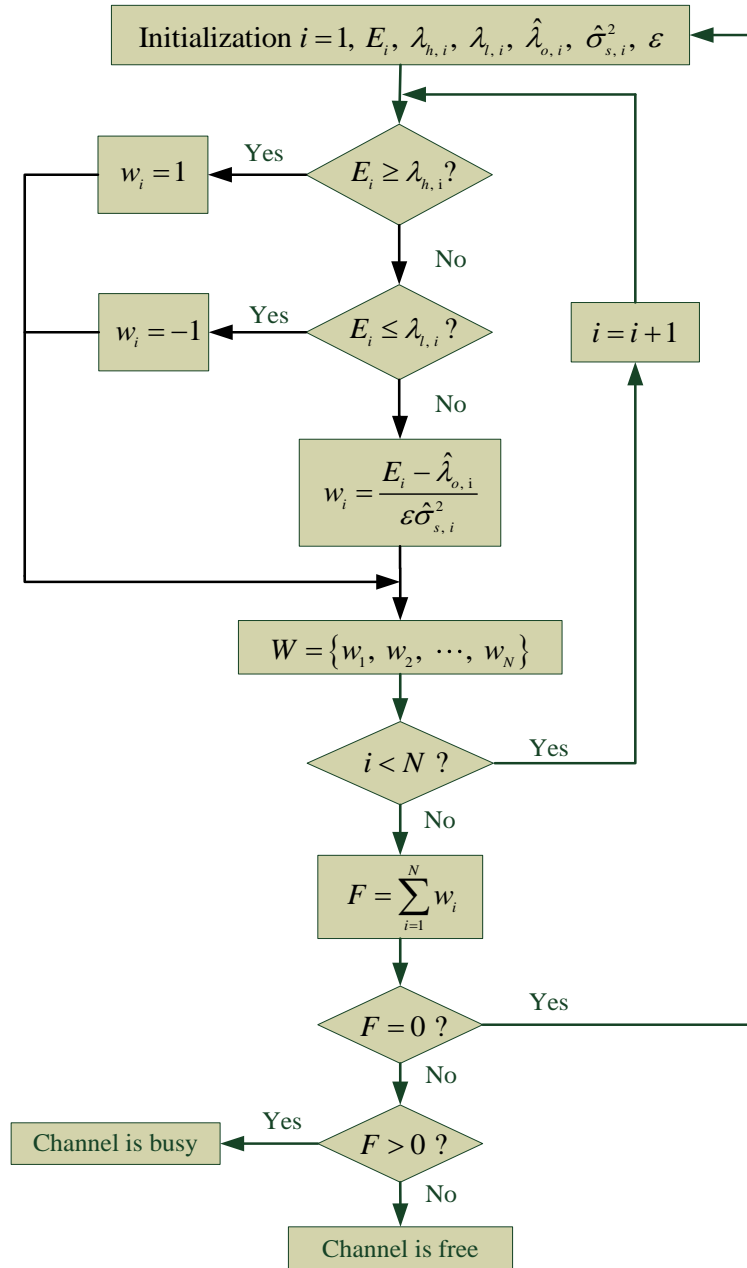 Initialization i = 1, E_i, λ_{h,i}, λ_{l,i}, λ̂_{o,i}, σ̂²_{s,i}, ε
E_i ≥ λ_{h,i}?
Yes
w_i = 1
No
E_i ≤ λ_{l,i}?
Yes
w_i = −1
i = i + 1
No
w_i = (E_i − λ̂_{o,i}) / (εσ̂²_{s,i})
W = {w_1, w_2, ⋯, w_N}
i < N ?
Yes
No
F = ∑_{i=1}^{N} w_i
F = 0 ?
Yes
No
F > 0 ?
Yes
Channel is busy
No
Channel is free